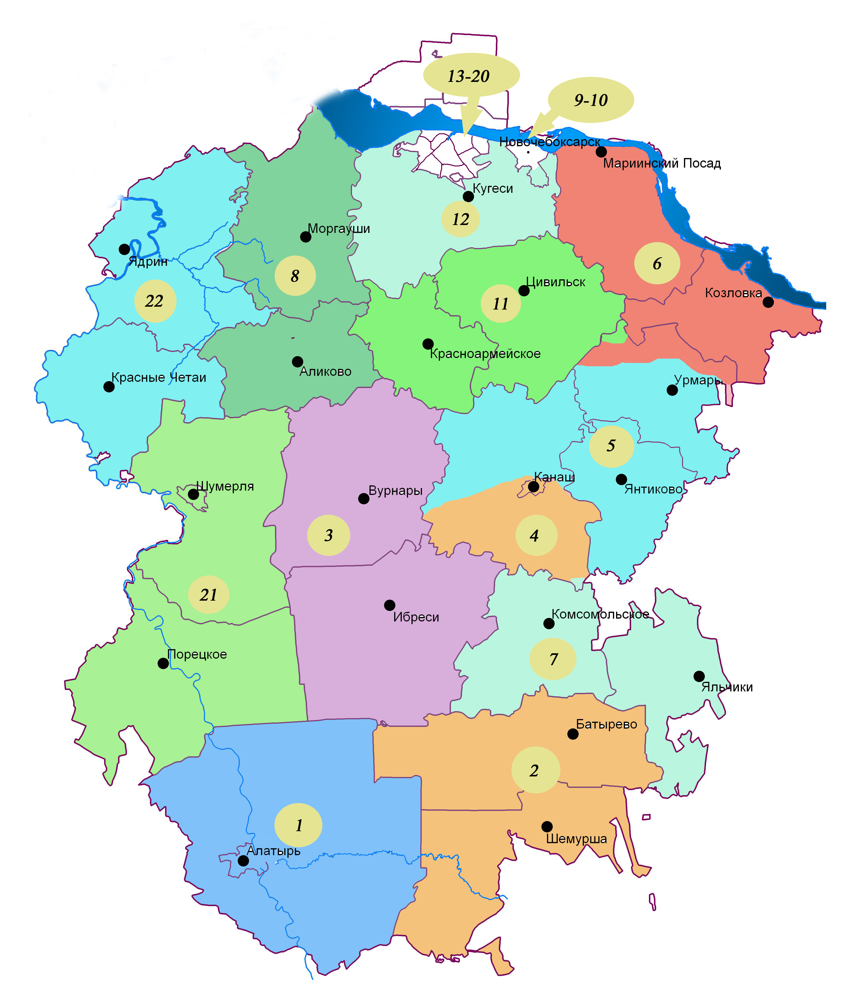 13-20
9-10
Новочебоксарск
Мариинский Посад
Кугеси
12
Моргауши
Ядрин
6
8
Цивильск
Козловка
22
11
Красноармейское
Аликово
Красные Четаи
Урмары
5
Канаш
Шумерля
Вурнары
Янтиково
3
4
21
Ибреси
Комсомольское
Порецкое
7
Яльчики
Батырево
2
1
Шемурша
Алатырь